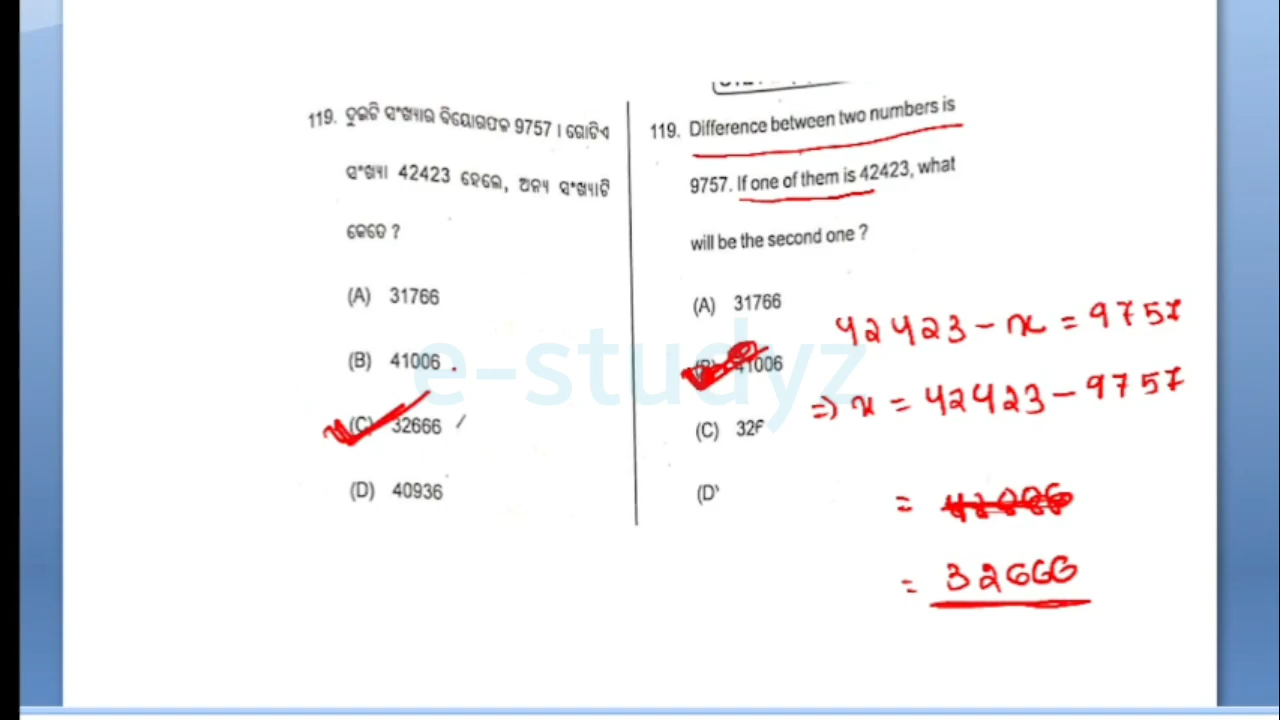 119. ଦୁଇଟି ସଂଖ୍ୟାର ବିୟୋଗଫଳ 9757 । ଗୋଟିଏ
ସଂଖ୍ୟା 42423 ହେଲେ, ଅନ୍ୟ ସଂଖ୍ୟାଟି
କେତେ ?
(A) 31766
(B) 41006
(C) 32666
(D) 40936
119. Difference between two numbers is
9757. If one of them is 42423, what
will be the second one ?
(A) 31766
(B) 41006
(C) 326
(D)
42423 - x = 9757
=> x = 42423 - 9757
=
= 32666
e-studyz